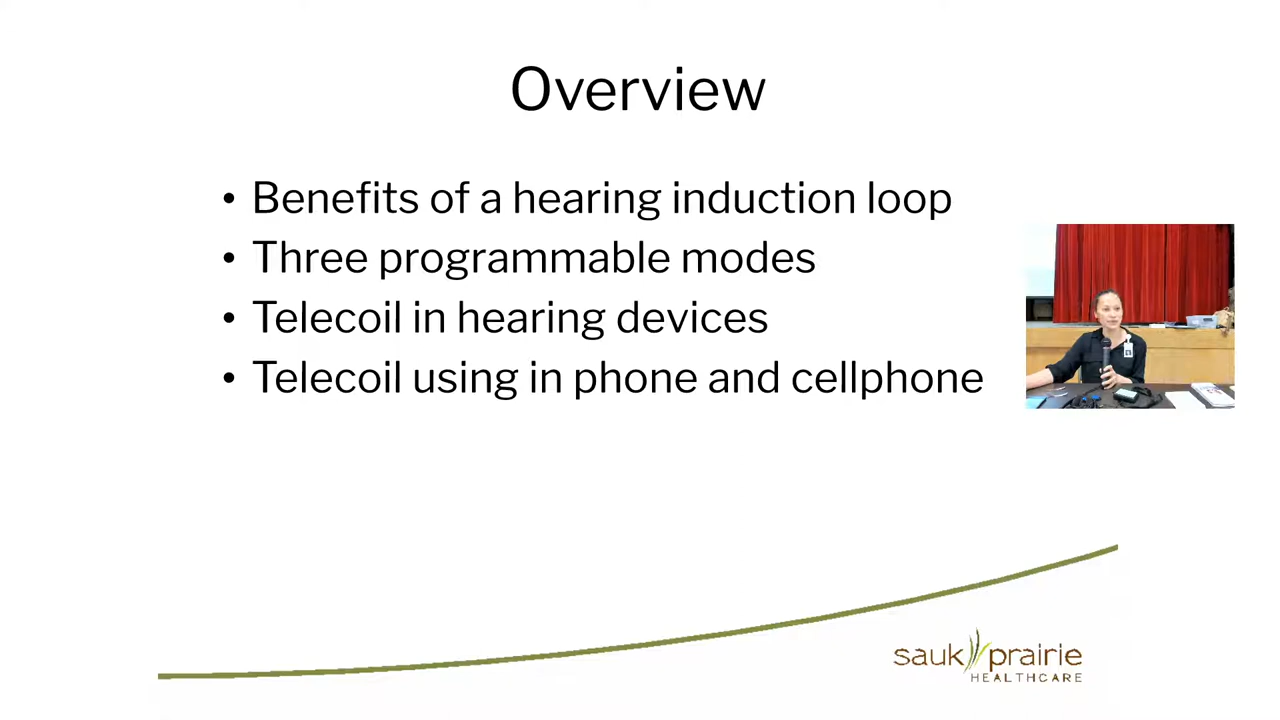 Overview
• Benefits of a hearing induction loop
• Three programmable modes
• Telecoil in hearing devices
• Telecoil using in phone and cellphone
sauk prairie
HEALTHCARE